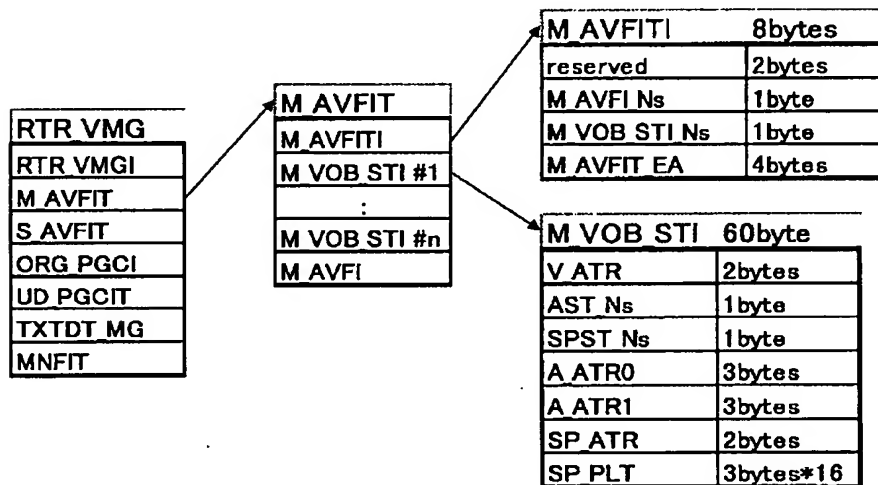 RTR VMG
RTR VMGI
M AVFIT
S AVFIT
ORG PGCI
UD PGCIT
TXTDT MG
MNFIT
M AVFIT
M AVFITI
M VOB STI #1
:
M VOB STI #n
M AVFI
M AVFITI 8bytes
reserved 2bytes
M AVFI Ns 1byte
M VOB STI Ns 1byte
M AVFIT EA 4bytes
M VOB STI 60byte
V ATR 2bytes
AST Ns 1byte
SPST Ns 1byte
A ATR0 3bytes
A ATR1 3bytes
SP ATR 2bytes
SP PLT 3bytes*16